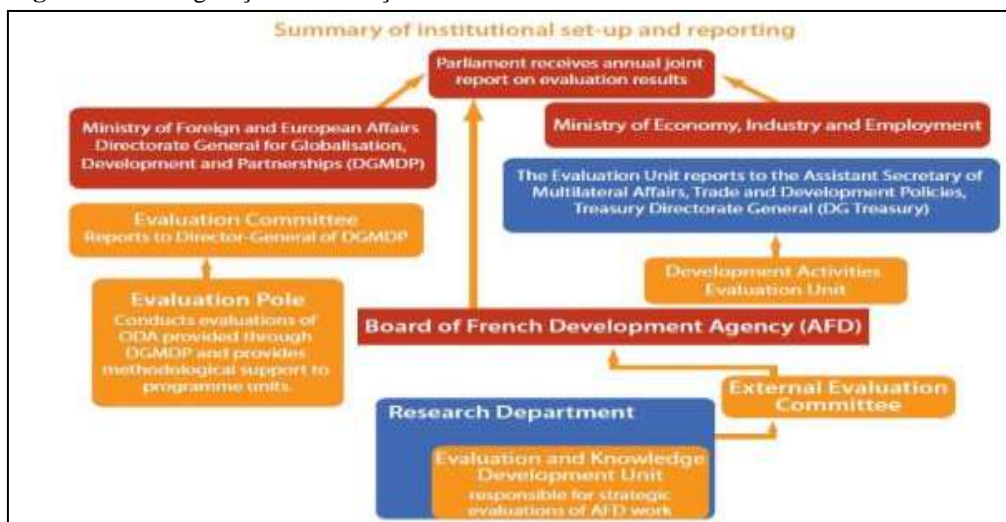 Summary of institutional set-up and reporting
Parliament receives annual joint
report on evaluation results
Ministry of Foreign and European Affairs
Directorate General for Globalisation,
Development and Partnerships (DGMDP)
Ministry of Economy, Industry and Employment
The Evaluation Unit reports to the Assistant Secretary of
Multilateral Affairs, Trade and Development Policies,
Treasury Directorate General (DG Treasury)
Evaluation Committee
Reports to Director-General of DGMDP
Development Activities
Evaluation Unit
Evaluation Pole
Conducts evaluations of
ODA provided through
DGMDP and provides
methodological support to
programme units.
Board of French Development Agency (AFD)
External Evaluation
Committee
Research Department
Evaluation and Knowledge
Development Unit
responsible for strategic
evaluations of AFD work